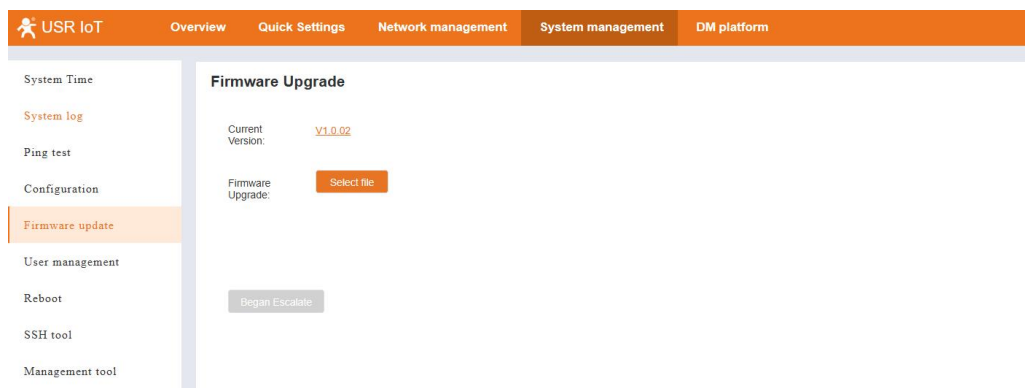 USR IoT Overview Quick Settings Network management System management DM platform
System Time
System log
Ping test
Configuration
Firmware update
User management
Reboot
SSH tool
Management tool
Firmware Upgrade
Current
Version:
V1.0.02
Firmware
Upgrade:
Select file
Began Escalate